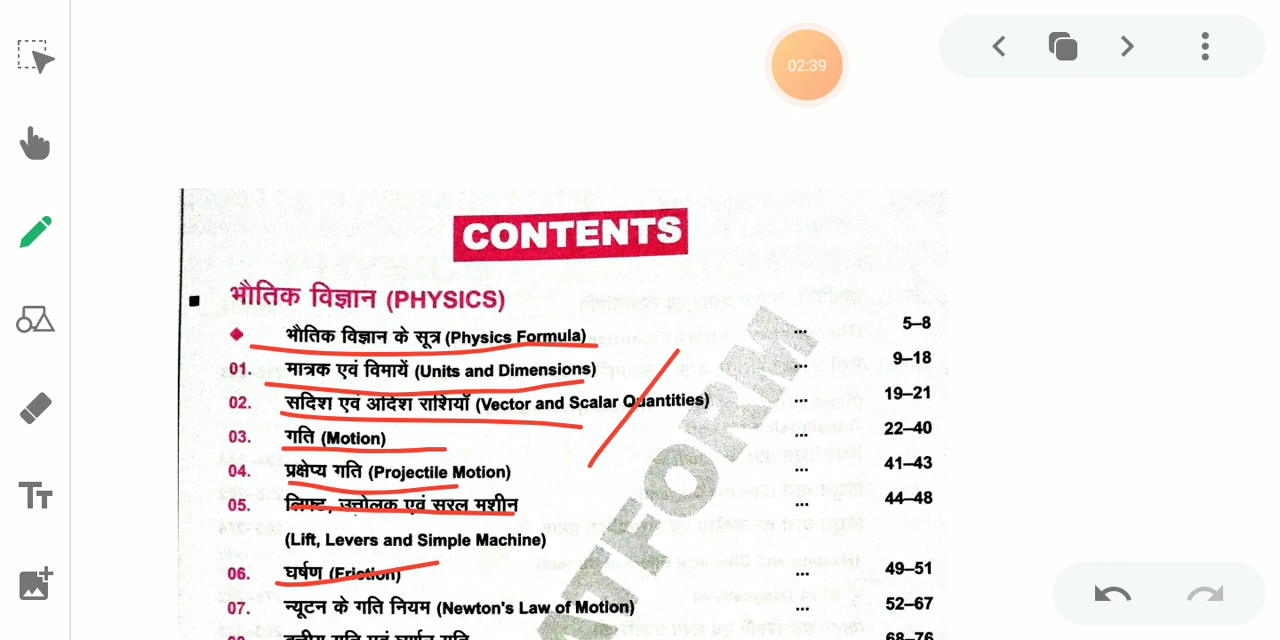 02:39
CONTENTS
भौतिक विज्ञान (PHYSICS)
भौतिक विज्ञान के सूत्र (Physics Formula) ... 5–8
01. मात्रक एवं विमायें (Units and Dimensions) ... 9–18
02. सदिश एवं अदिश राशियाँ (Vector and Scalar Quantities) ... 19–21
03. गति (Motion) ... 22–40
04. प्रक्षेप्य गति (Projectile Motion) ... 41–43
05. लिफ्ट, उत्तोलक एवं सरल मशीन ... 44–48
(Lift, Levers and Simple Machine)
06. घर्षण (Friction) ... 49–51
07. न्यूटन के गति नियम (Newton's Law of Motion) ... 52–67
68–76
ATFORM
Tт